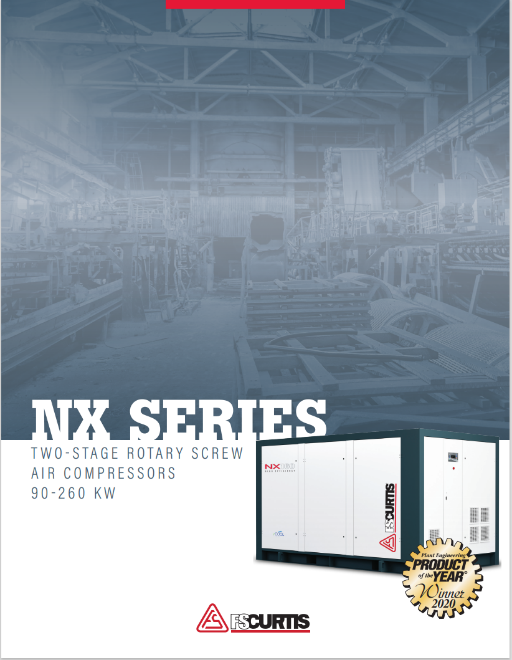 NX SERIES
TWO-STAGE ROTARY SCREW
AIR COMPRESSORS
90-260 KW
NX
FSCURTIS
Plant Engineering
PRODUCT
of the YEAR
Winner
2020
FSCURTIS